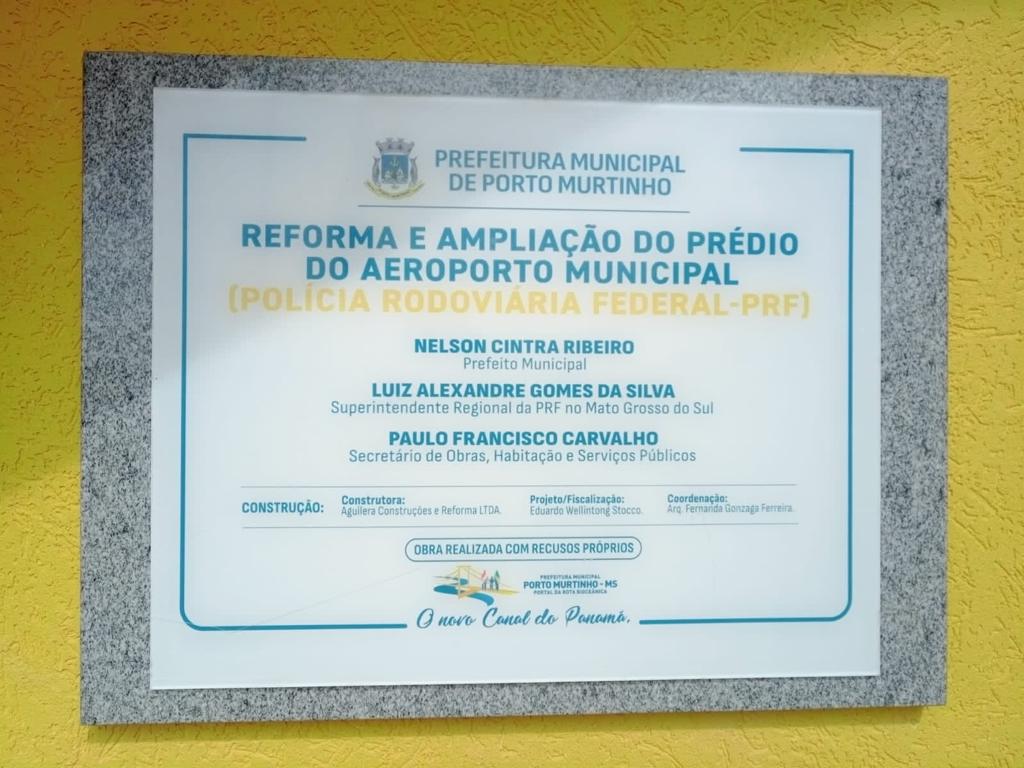 PREFEITURA MUNICIPAL
DE PORTO MURTINHO
REFORMA E AMPLIAÇÃO DO PRÉDIO
DO AEROPORTO MUNICIPAL
(POLÍCIA RODOVIÁRIA FEDERAL-PRF)
NELSON CINTRA RIBEIRO
Prefeito Municipal
LUIZ ALEXANDRE GOMES DA SILVA
Superintendente Regional da PRF no Mato Grosso do Sul
PAULO FRANCISCO CARVALHO
Secretário de Obras, Habitação e Serviços Públicos
CONSTRUÇÃO:
Construtora:
Aguilera Construções e Reforma LTDA.
Projeto/Fiscalização:
Eduardo Wellintong Stocco.
Coordenação:
Arq. Fernanda Gonzaga Ferreira.
OBRA REALIZADA COM RECUSOS PRÓPRIOS
PREFEITURA MUNICIPAL
PORTO MURTINHO - MS
PORTAL DA ROTA BIOCEÂNICA
O novo Canal do Panamá.